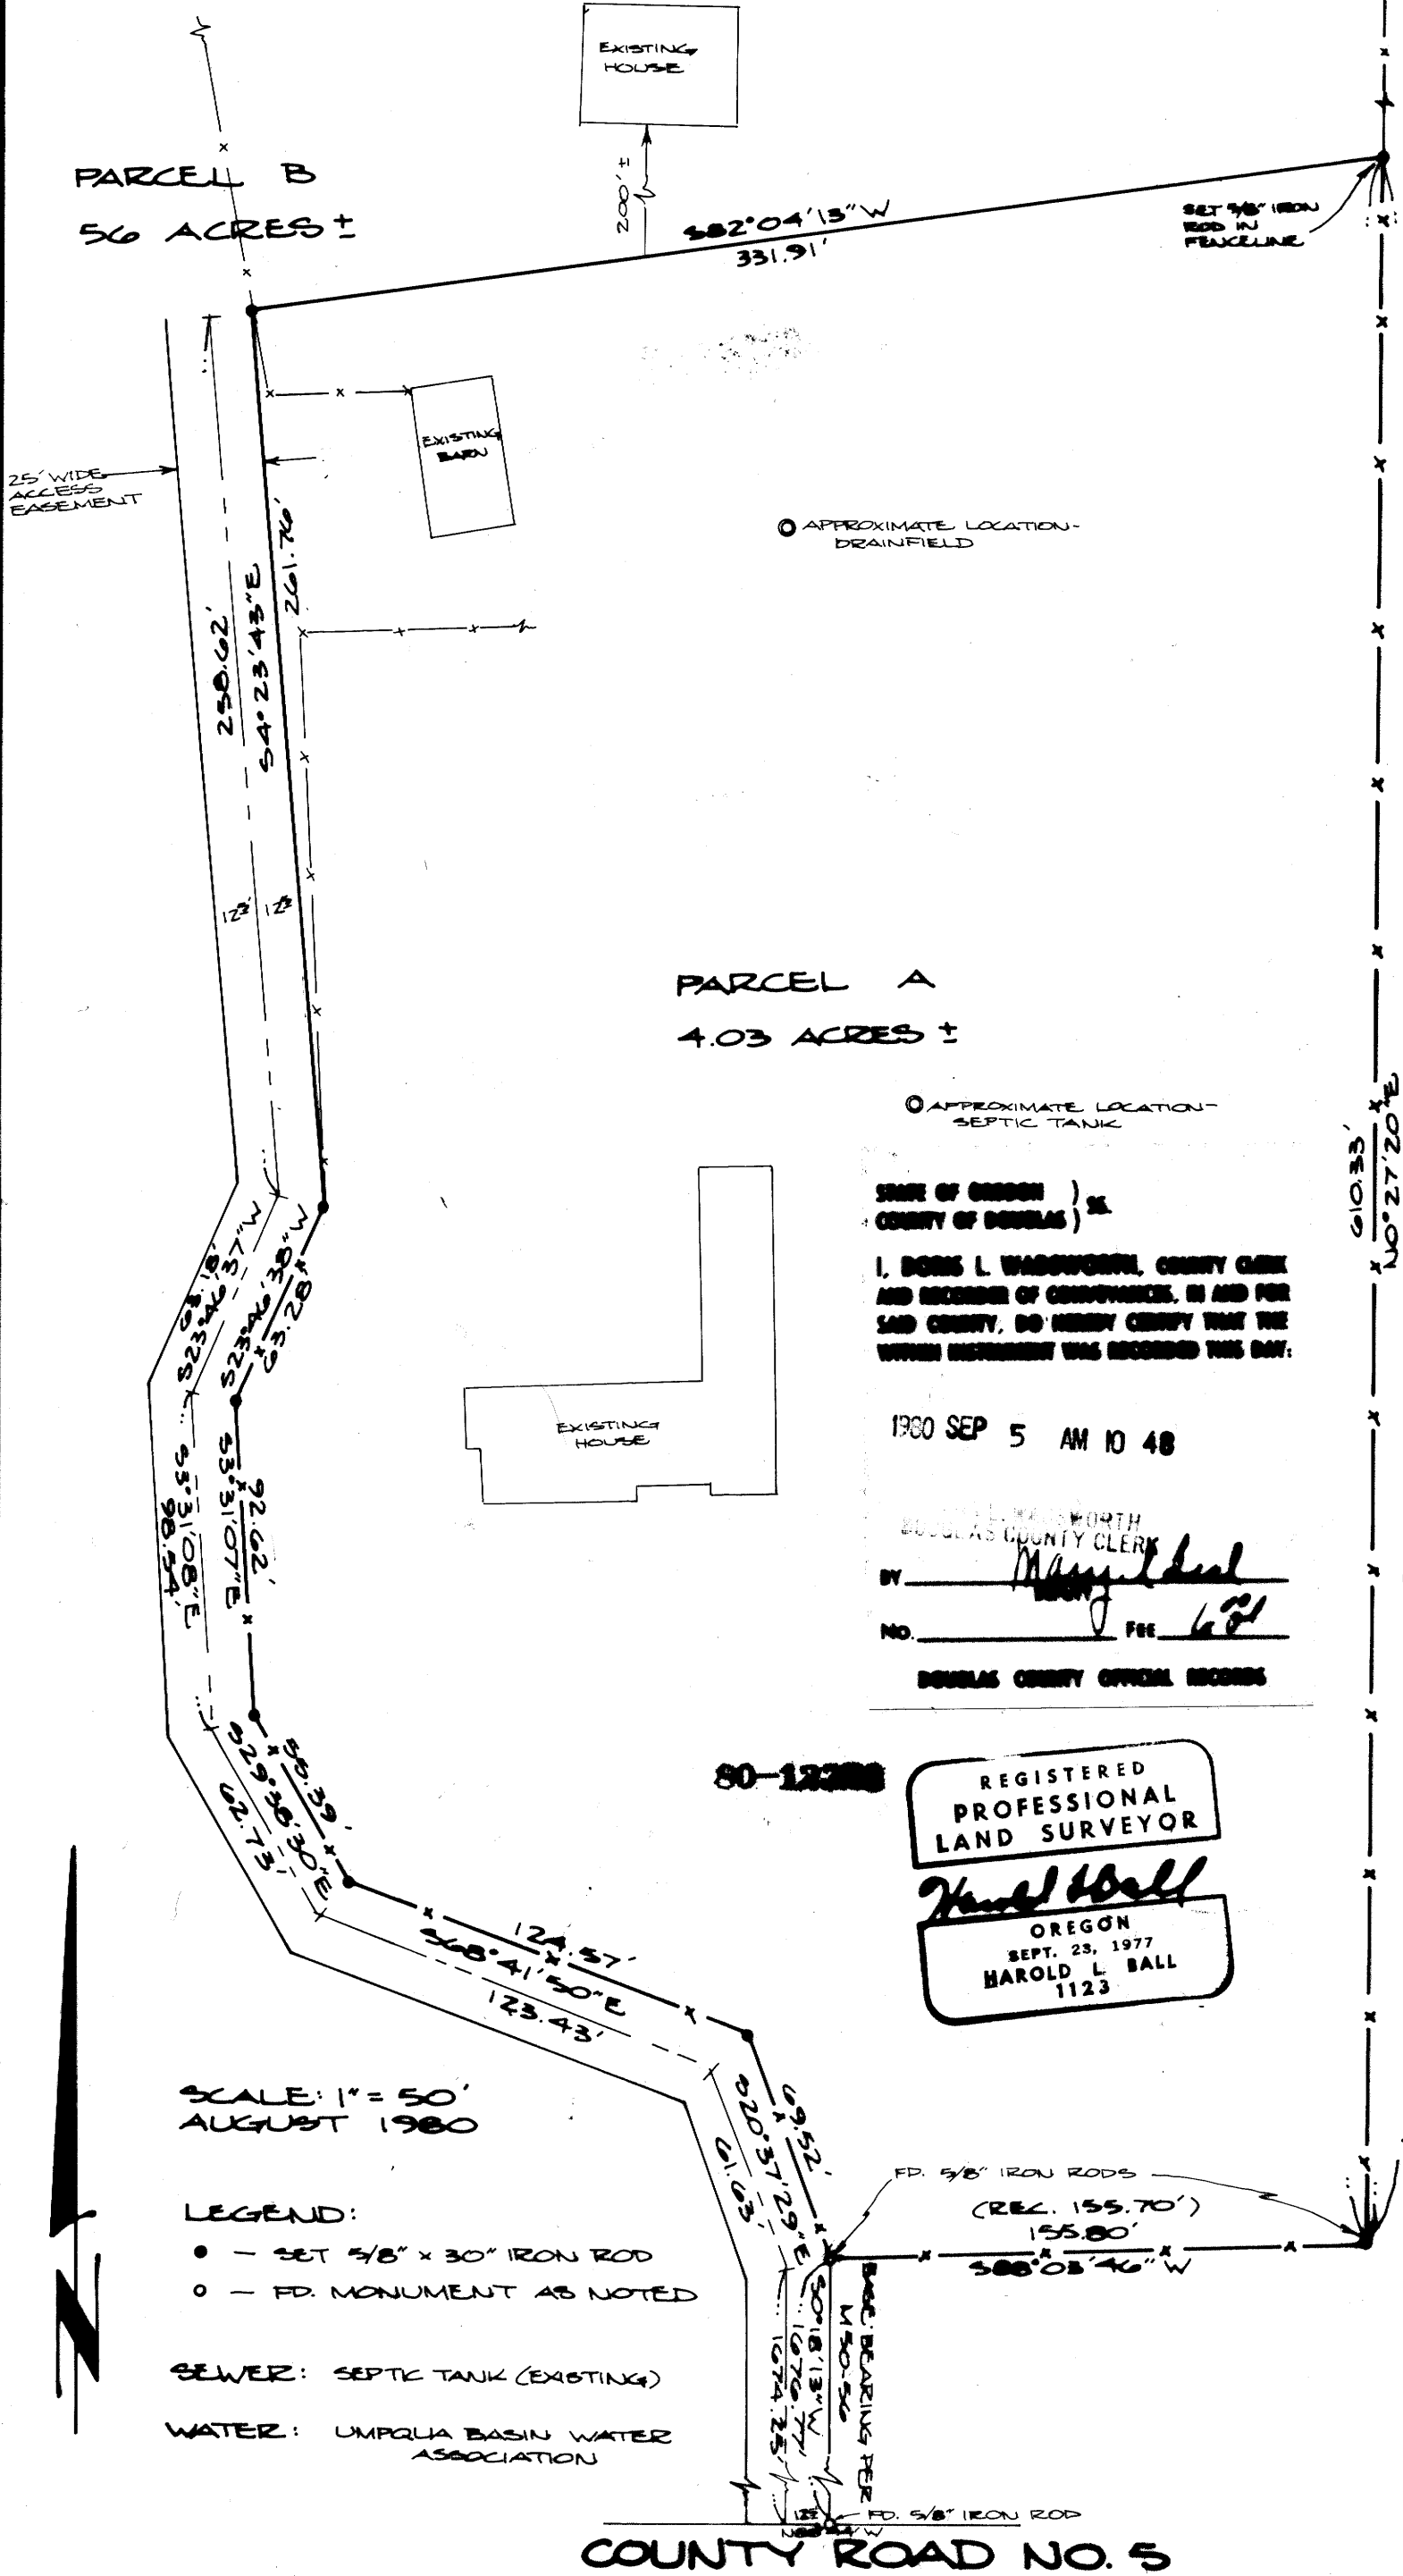 EXISTING
HOUSE
PARCEL B
56 ACRES ±
200' ±
S82°04'13"W
331.91'
SET 5/8" IRON
ROD IN
FENCELINE
EXISTING
BARN
25' WIDE
ACCESS
EASEMENT
APPROXIMATE LOCATION-
DRAINFIELD
258.62'
S4°23'43"E
261.76'
PARCEL A
4.03 ACRES ±
APPROXIMATE LOCATION-
SEPTIC TANK
610.33'
N0°27'20"E
STATE OF OREGON )
COUNTY OF DOUGLAS ) SS.
I, DORIS L. WADSWORTH, COUNTY CLERK
AND RECORDER OF CONVEYANCES, IN AND FOR
SAID COUNTY, DO HEREBY CERTIFY THAT THE
WITHIN INSTRUMENT WAS RECORDED THIS DAY:
1980 SEP 5 AM 10 48
L. WADSWORTH
DOUGLAS COUNTY CLERK
BY
DEPUTY
NO. FEE
DOUGLAS COUNTY OFFICIAL RECORDS
63.18'
S23°46'37"W
S23°46'38"W
63.28'
EXISTING
HOUSE
92.62'
S3°31'07"E
S3°31'08"E
98.54'
55.39'
S29°38'30"E
62.73'
REGISTERED
PROFESSIONAL
LAND SURVEYOR
Harold L Ball
OREGON
SEPT. 23, 1977
HAROLD L. BALL
1123
124.57'
S68°41'50"E
123.43'
SCALE: 1" = 50'
AUGUST 1980
69.52'
S20°37'29"E
61.63'
FD. 5/8" IRON RODS
(REC. 155.70')
155.80'
S88°03'46"W
LEGEND:
● — SET 5/8" x 30" IRON ROD
○ — FD. MONUMENT AS NOTED
BASE BEARING PER
M50-56
S0°18'13"W
1676.77'
1674.25'
SEWER: SEPTIC TANK (EXISTING)
WATER: UMPQUA BASIN WATER
ASSOCIATION
FD. 5/8" IRON ROD
COUNTY ROAD NO. 5